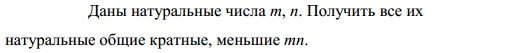 Даны натуральные числа m, n. Получить все их
натуральные общие кратные, меньшие mn.